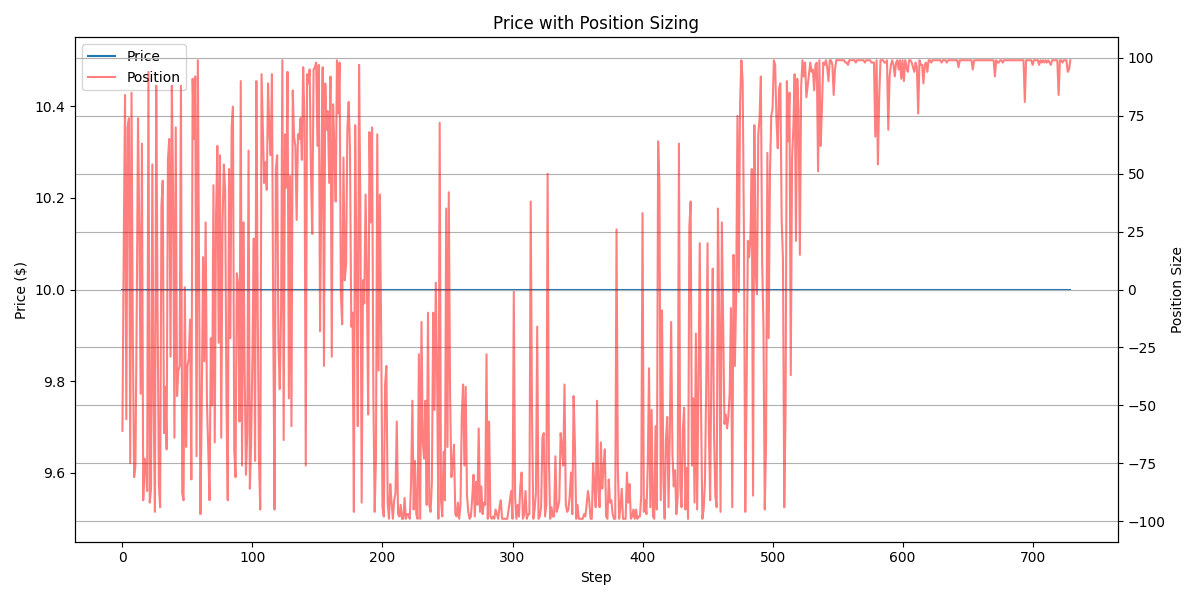 Price with Position Sizing
Price
Position
Price ($)
10.4
10.2
10.0
9.8
9.6
100
75
50
25
0
−25
−50
−75
−100
Position Size
0 100 200 300 400 500 600 700
Step